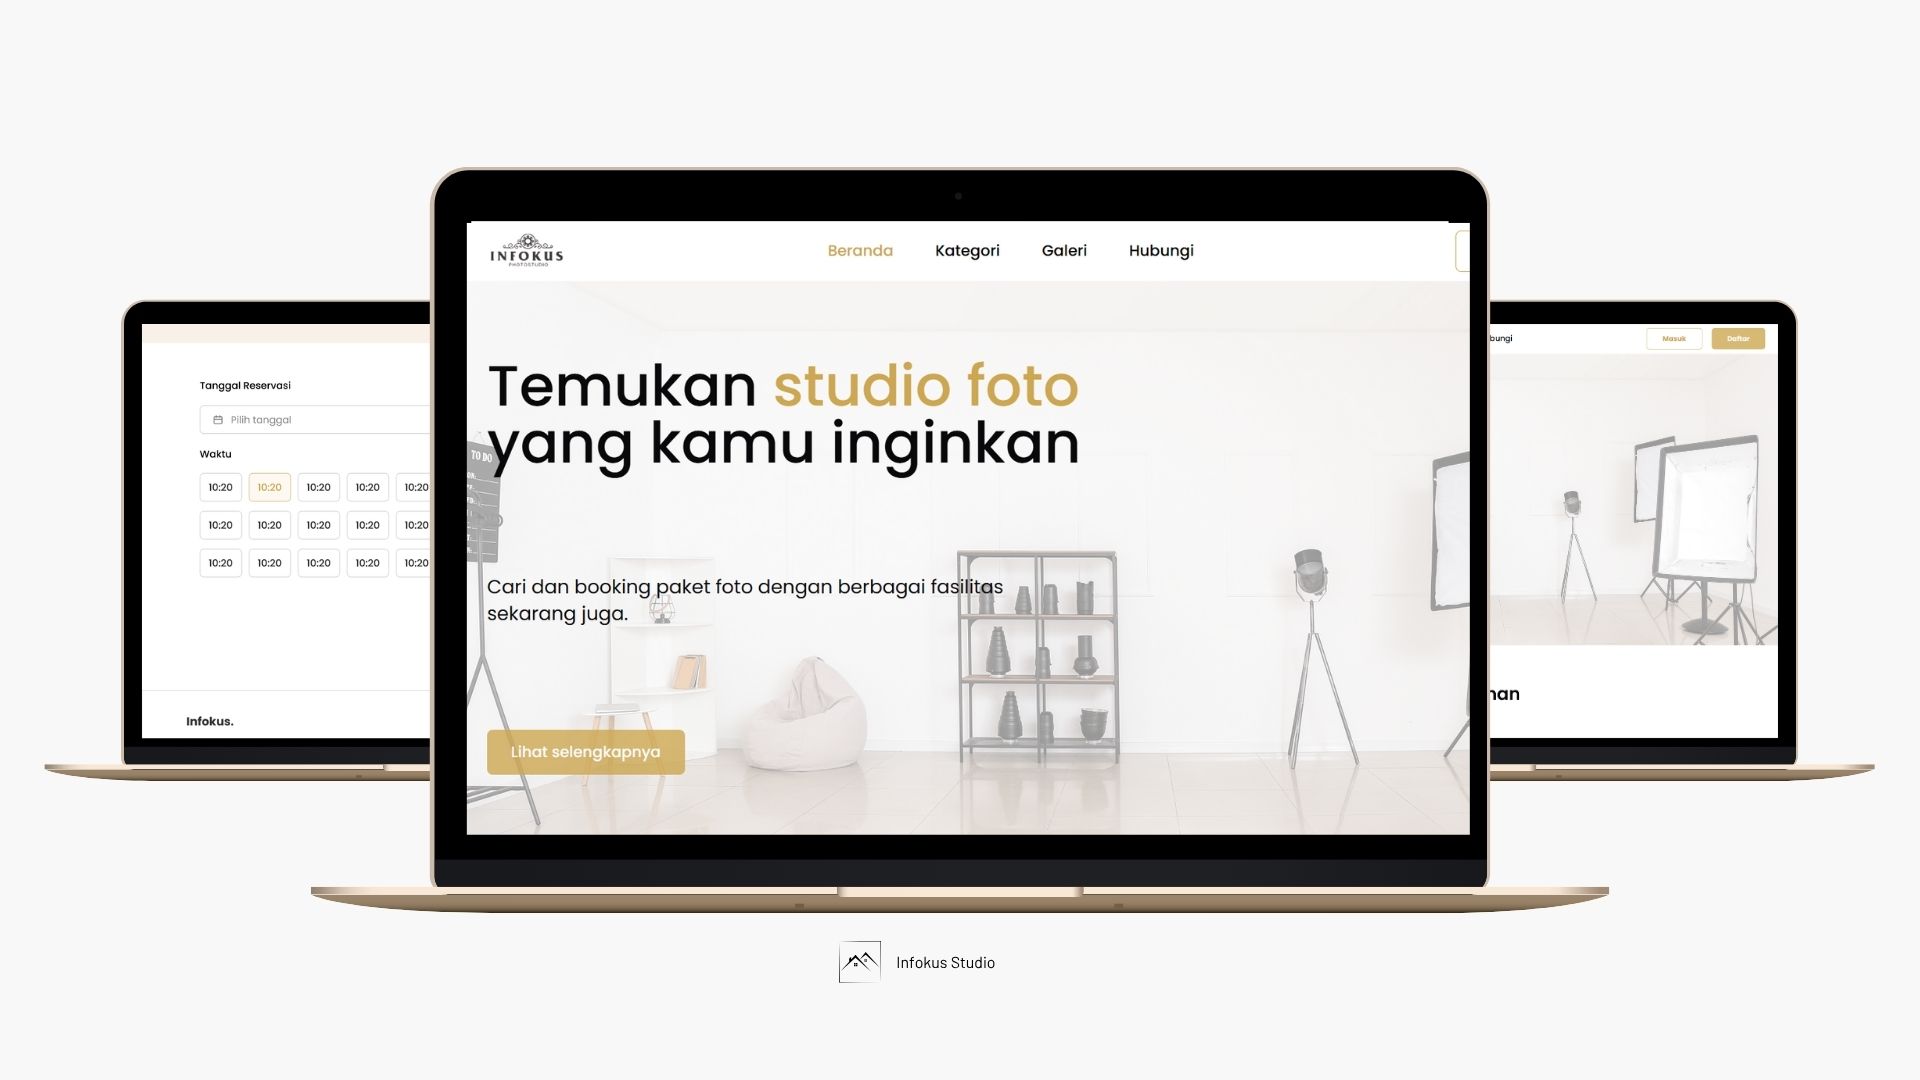 INFOKUS
PHOTOSTUDIO
Beranda Kategori Galeri Hubungi
Temukan studio foto
yang kamu inginkan
TO DO
Cari dan booking paket foto dengan berbagai fasilitas
sekarang juga.
Lihat selengkapnya
Tanggal Reservasi
Pilih tanggal
Waktu
10:20 10:20 10:20 10:20 10:20
10:20 10:20 10:20 10:20 10:20
10:20 10:20 10:20 10:20 10:20
Infokus.
bungi Masuk Daftar
nan
Infokus Studio